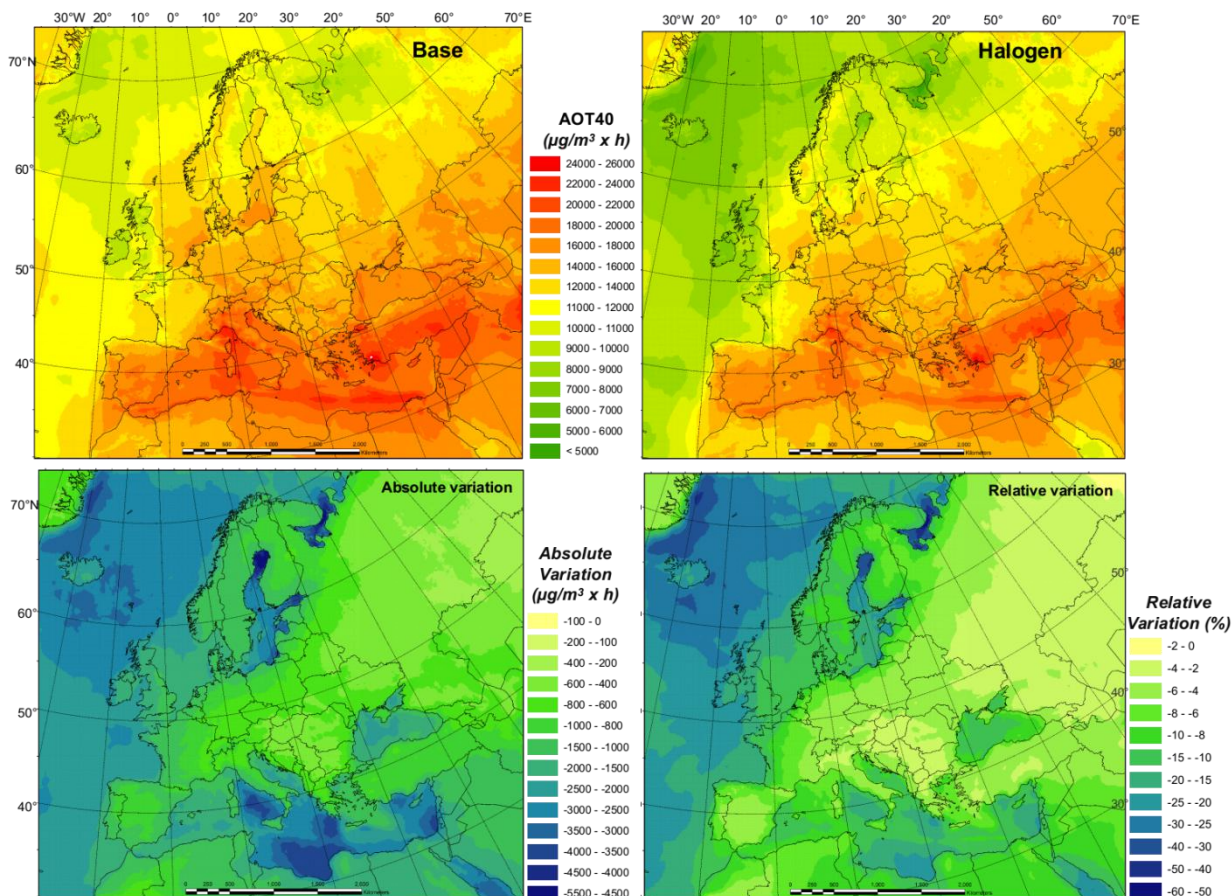 30°W 20° 10° 0° 10° 20° 30° 20° 40° 50° 60° 70°E
Base
70°N
60°
50°
40°
Kilometers
AOT40
(µg/m³ x h)
24000 - 26000
22000 - 24000
20000 - 22000
18000 - 20000
16000 - 18000
14000 - 16000
12000 - 14000
11000 - 12000
10000 - 11000
9000 - 10000
8000 - 9000
7000 - 8000
6000 - 7000
5000 - 6000
< 5000
30°W 20° 10° 0° 10° 20° 30° 20° 40° 50° 60° 70°E
Halogen
50°
40°
30°
Kilometers
Absolute variation
70°N
60°
50°
40°
Kilometers
Absolute
Variation
(µg/m³ x h)
-100 - 0
-200 - -100
-400 - -200
-600 - -400
-800 - -600
-1000 - -800
-1500 - -1000
-2000 - -1500
-2500 - -2000
-3000 - -2500
-3500 - -3000
-4000 - -3500
-4500 - -4000
-5500 - -4500
Relative variation
50°
40°
30°
Kilometers
Relative
Variation (%)
-2 - 0
-4 - -2
-6 - -4
-8 - -6
-10 - -8
-15 - -10
-20 - -15
-25 - -20
-30 - -25
-40 - -30
-50 - -40
-60 - -50